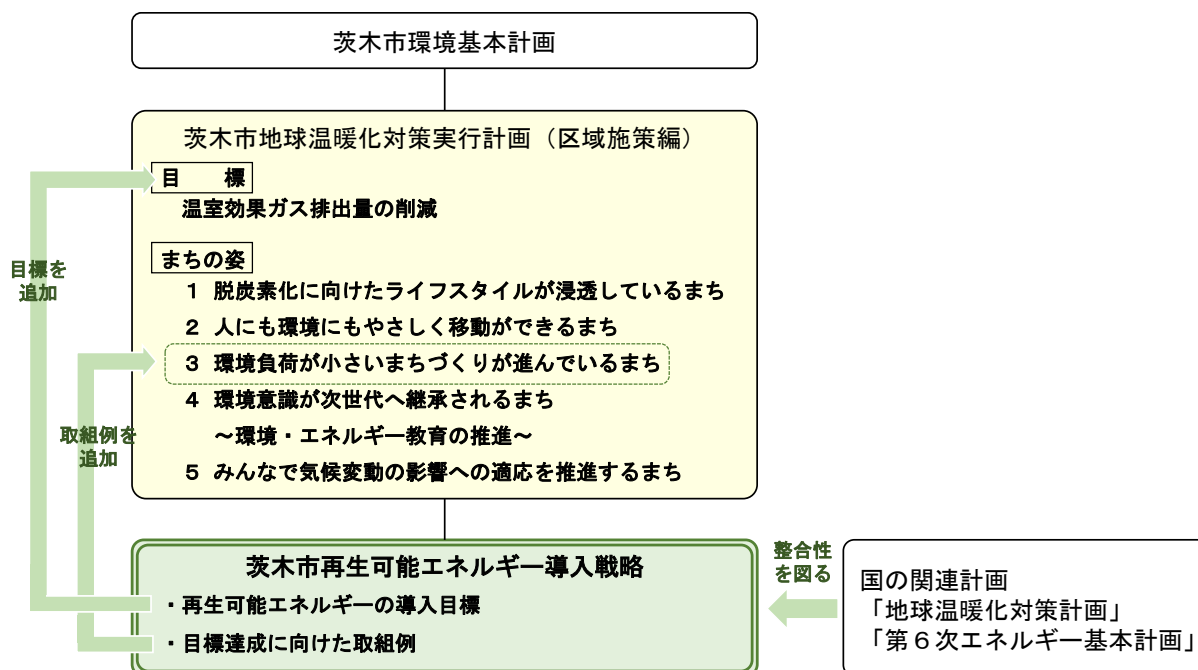 茨木市環境基本計画
茨木市地球温暖化対策実行計画（区域施策編）
目　標
温室効果ガス排出量の削減
まちの姿
１ 脱炭素化に向けたライフスタイルが浸透しているまち
２ 人にも環境にもやさしく移動ができるまち
３ 環境負荷が小さいまちづくりが進んでいるまち
４ 環境意識が次世代へ継承されるまち
～環境・エネルギー教育の推進～
５ みんなで気候変動の影響への適応を推進するまち
目標を
追加
取組例を
追加
茨木市再生可能エネルギー導入戦略
・再生可能エネルギーの導入目標
・目標達成に向けた取組例
整合性
を図る
国の関連計画
「地球温暖化対策計画」
「第６次エネルギー基本計画」